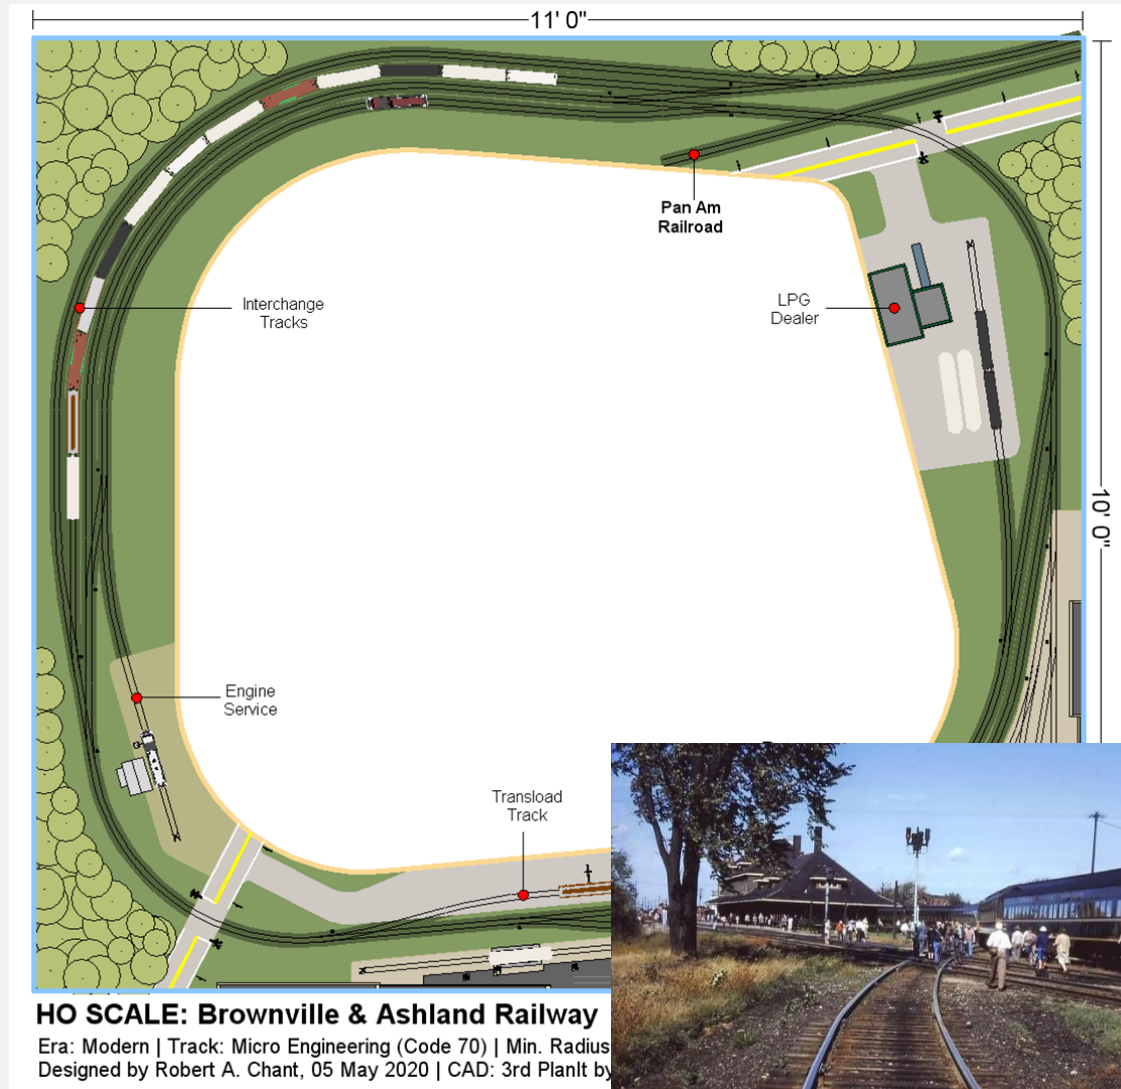 11' 0"
Pan Am
Railroad
Interchange
Tracks
LPG
Dealer
10' 0"
Engine
Service
Transload
Track
HO SCALE: Brownville & Ashland Railway
Era: Modern | Track: Micro Engineering (Code 70) | Min. Radius
Designed by Robert A. Chant, 05 May 2020 | CAD: 3rd PlanIt by